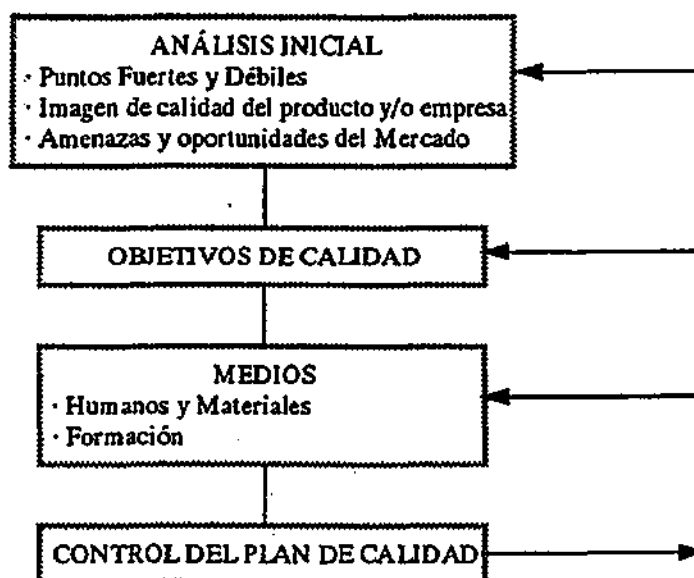 ANÁLISIS INICIAL
· Puntos Fuertes y Débiles
· Imagen de calidad del producto y/o empresa
· Amenazas y oportunidades del Mercado
OBJETIVOS DE CALIDAD
MEDIOS
· Humanos y Materiales
· Formación
CONTROL DEL PLAN DE CALIDAD